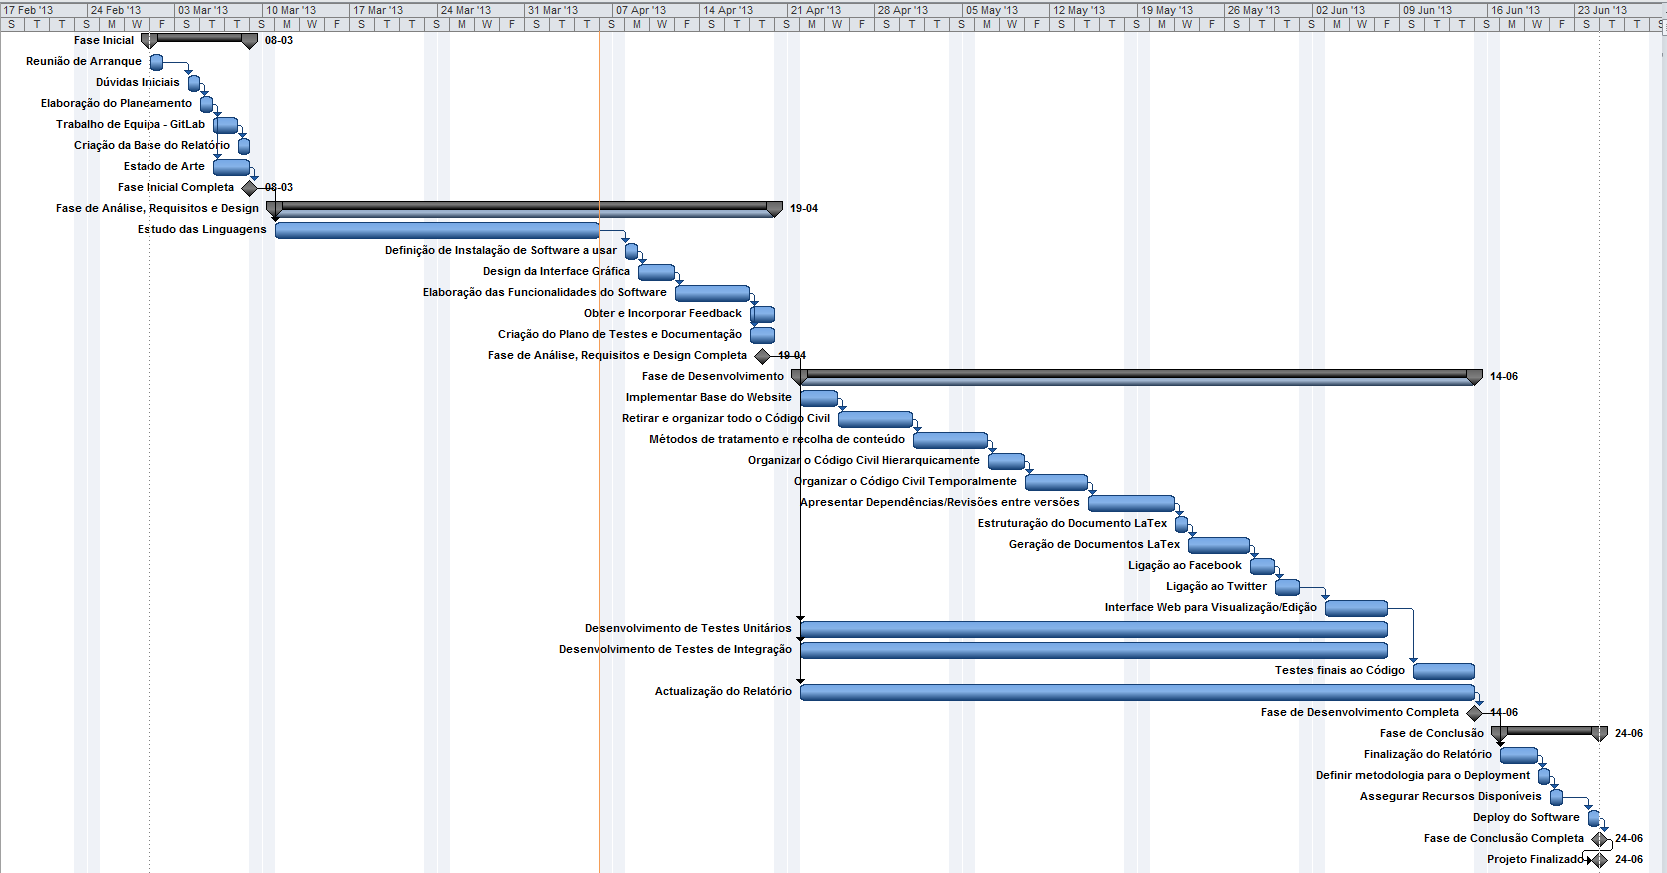 17 Feb '13 24 Feb '13 03 Mar '13 10 Mar '13 17 Mar '13 24 Mar '13 31 Mar '13 07 Apr '13 14 Apr '13 21 Apr '13 28 Apr '13 05 May '13 12 May '13 19 May '13 26 May '13 02 Jun '13 09 Jun '13 16 Jun '13 23 Jun '13
S T T S M W F S T T S M W F S T T S M W F S T T S M W F S T T S M W F S T T S M W F S T T S M W F S T T S M W F S T T S M W F S T T S
Fase Inicial 08-03
Reunião de Arranque
Dúvidas Iniciais
Elaboração do Planeamento
Trabalho de Equipa - GitLab
Criação da Base do Relatório
Estado de Arte
Fase Inicial Completa 08-03
Fase de Análise, Requisitos e Design 19-04
Estudo das Linguagens
Definição de Instalação de Software a usar
Design da Interface Gráfica
Elaboração das Funcionalidades do Software
Obter e Incorporar Feedback
Criação do Plano de Testes e Documentação
Fase de Análise, Requisitos e Design Completa 19-04
Fase de Desenvolvimento 14-06
Implementar Base do Website
Retirar e organizar todo o Código Civil
Métodos de tratamento e recolha de conteúdo
Organizar o Código Civil Hierarquicamente
Organizar o Código Civil Temporalmente
Apresentar Dependências/Revisões entre versões
Estruturação do Documento LaTex
Geração de Documentos LaTex
Ligação ao Facebook
Ligação ao Twitter
Interface Web para Visualização/Edição
Desenvolvimento de Testes Unitários
Desenvolvimento de Testes de Integração
Testes finais ao Código
Actualização do Relatório
Fase de Desenvolvimento Completa 14-06
Fase de Conclusão 24-06
Finalização do Relatório
Definir metodologia para o Deployment
Assegurar Recursos Disponíveis
Deploy do Software
Fase de Conclusão Completa 24-06
Projeto Finalizado 24-06